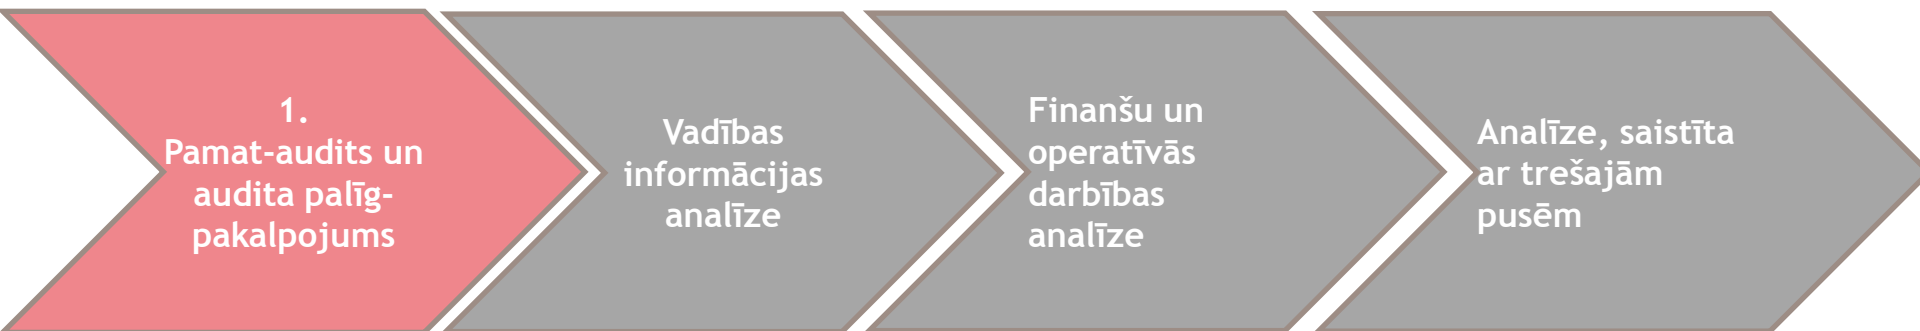 1.
Pamat-audits un
audita palīg-
pakalpojums
Vadības
informācijas
analīze
Finanšu un
operatīvās
darbības
analīze
Analīze, saistīta
ar trešajām
pusēm